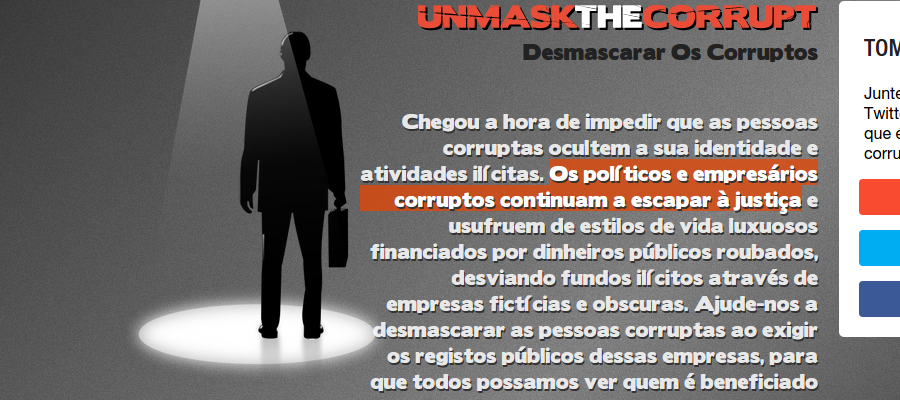 UNMASKTHECORRUPT
Desmascarar Os Corruptos
Chegou a hora de impedir que as pessoas
corruptas ocultem a sua identidade e
atividades ilícitas. Os políticos e empresários
corruptos continuam a escapar à justiça e
usufruem de estilos de vida luxuosos
financiados por dinheiros públicos roubados,
desviando fundos ilícitos através de
empresas fictícias e obscuras. Ajude-nos a
desmascarar as pessoas corruptas ao exigir
os registos públicos dessas empresas, para
que todos possamos ver quem é beneficiado
TOM
Junte
Twitt
que e
corru